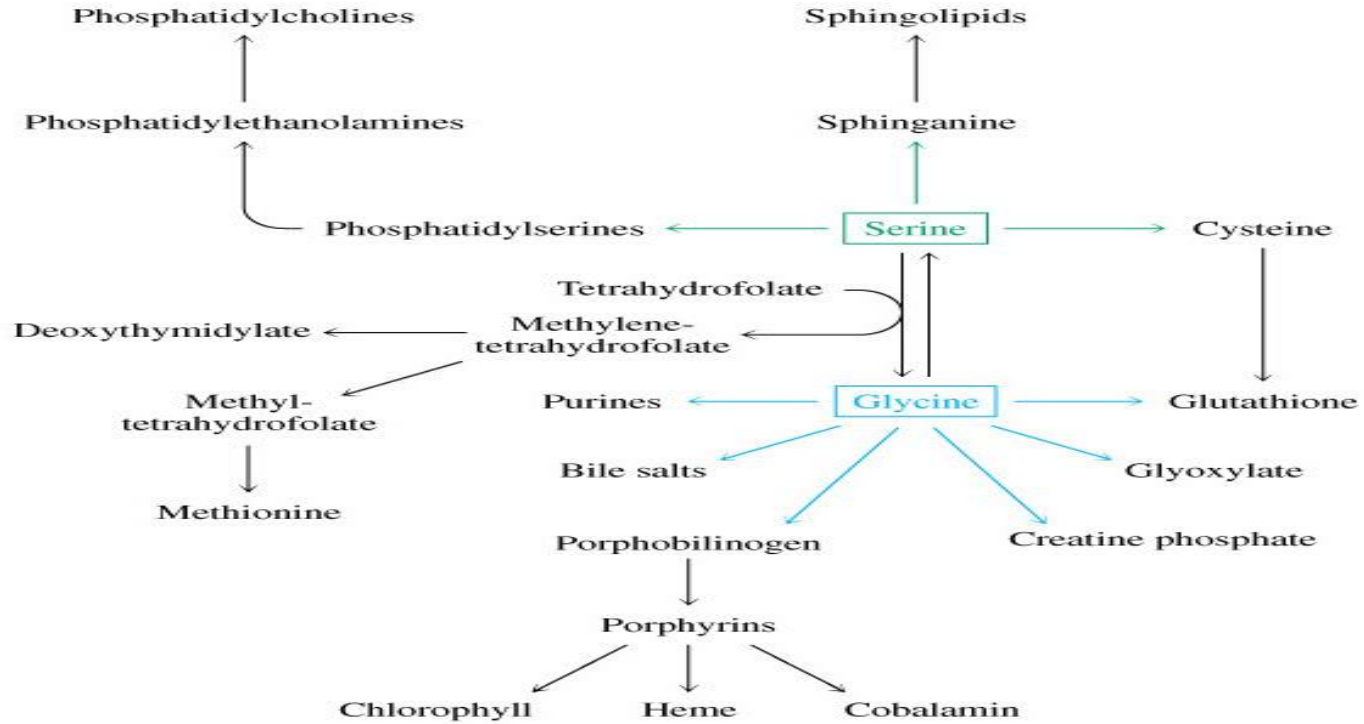 Phosphatidylcholines
Sphingolipids
Phosphatidylethanolamines
Sphinganine
Phosphatidylserines
Serine
Cysteine
Tetrahydrofolate
Deoxythymidylate
Methylene-
tetrahydrofolate
Methyl-
tetrahydrofolate
Purines
Glycine
Glutathione
Bile salts
Glyoxylate
Methionine
Porphobilinogen
Creatine phosphate
Porphyrins
Chlorophyll
Heme
Cobalamin